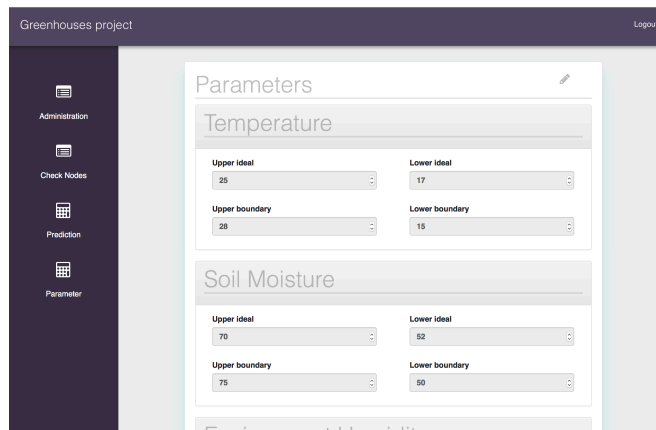 Greenhouses project
Logout
Administration
Check Nodes
Prediction
Parameter
Parameters
Temperature
Upper ideal
Lower ideal
25
17
Upper boundary
Lower boundary
28
15
Soil Moisture
Upper ideal
Lower ideal
70
52
Upper boundary
Lower boundary
75
50